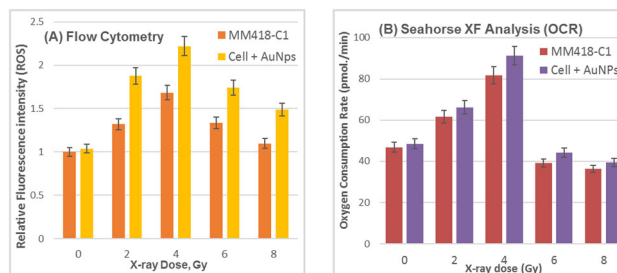 (A) Flow Cytometry
MM418-C1
Cell + AuNps
Relative Fluorescence intensity (ROS)
2.5
2
1.5
1
0.5
0
0 2 4 6 8
X-ray Dose, Gy
(B) Seahorse XF Analysis (OCR)
MM418-C1
Cell + AuNPs
Oxygen Consumption Rate (pmol./min)
100
80
60
40
20
0
0 2 4 6 8
X-ray dose (Gy)